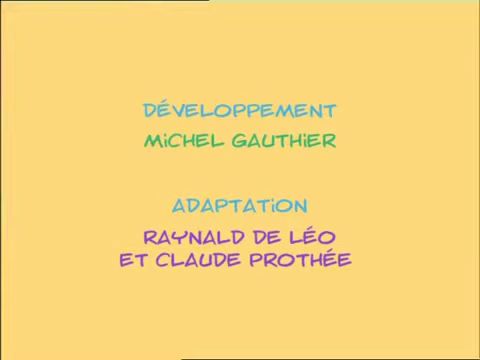 DÉVELOPPEMENT
MiCHEL GAUTHiER
ADAPTATiON
RAYNALD DE LÉO
ET CLAUDE PROTHÉE